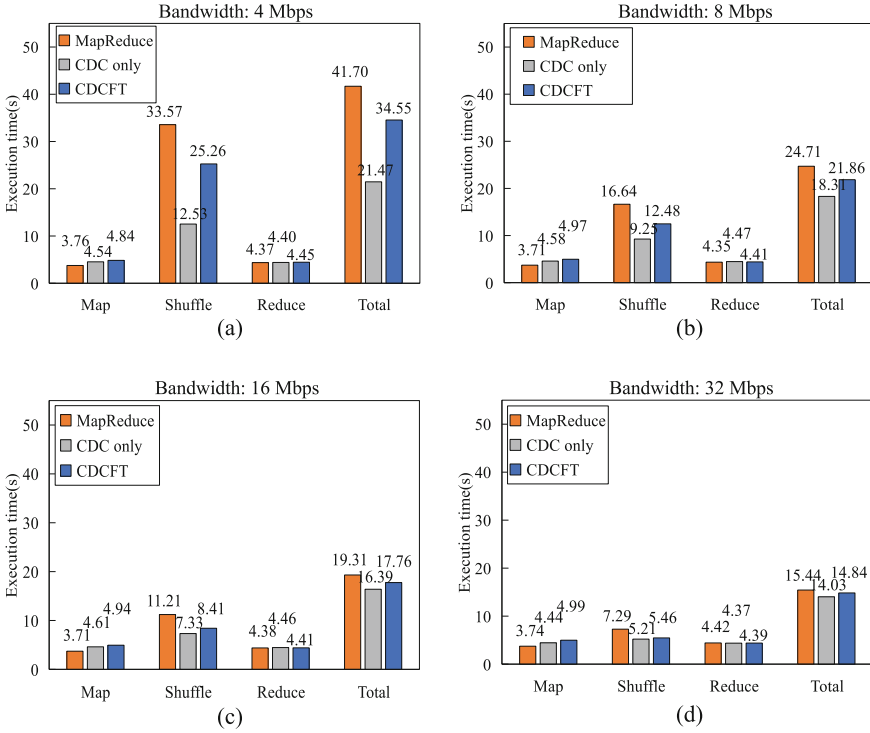 Bandwidth: 4 Mbps
Execution time(s)
50
40
30
20
10
0
MapReduce
CDC only
CDCFT
3.76
4.54
4.84
33.57
12.53
25.26
4.37
4.40
4.45
41.70
21.47
34.55
Map
Shuffle
Reduce
Total
(a)
Bandwidth: 8 Mbps
Execution time(s)
50
40
30
20
10
0
MapReduce
CDC only
CDCFT
3.71
4.58
4.97
16.64
9.25
12.48
4.35
4.47
4.41
24.71
18.31
21.86
Map
Shuffle
Reduce
Total
(b)
Bandwidth: 16 Mbps
Execution time(s)
50
40
30
20
10
0
MapReduce
CDC only
CDCFT
3.71
4.61
4.94
11.21
7.33
8.41
4.38
4.46
4.41
19.31
16.39
17.76
Map
Shuffle
Reduce
Total
(c)
Bandwidth: 32 Mbps
Execution time(s)
50
40
30
20
10
0
MapReduce
CDC only
CDCFT
3.74
4.44
4.99
7.29
5.21
5.46
4.42
4.37
4.39
15.44
14.03
14.84
Map
Shuffle
Reduce
Total
(d)